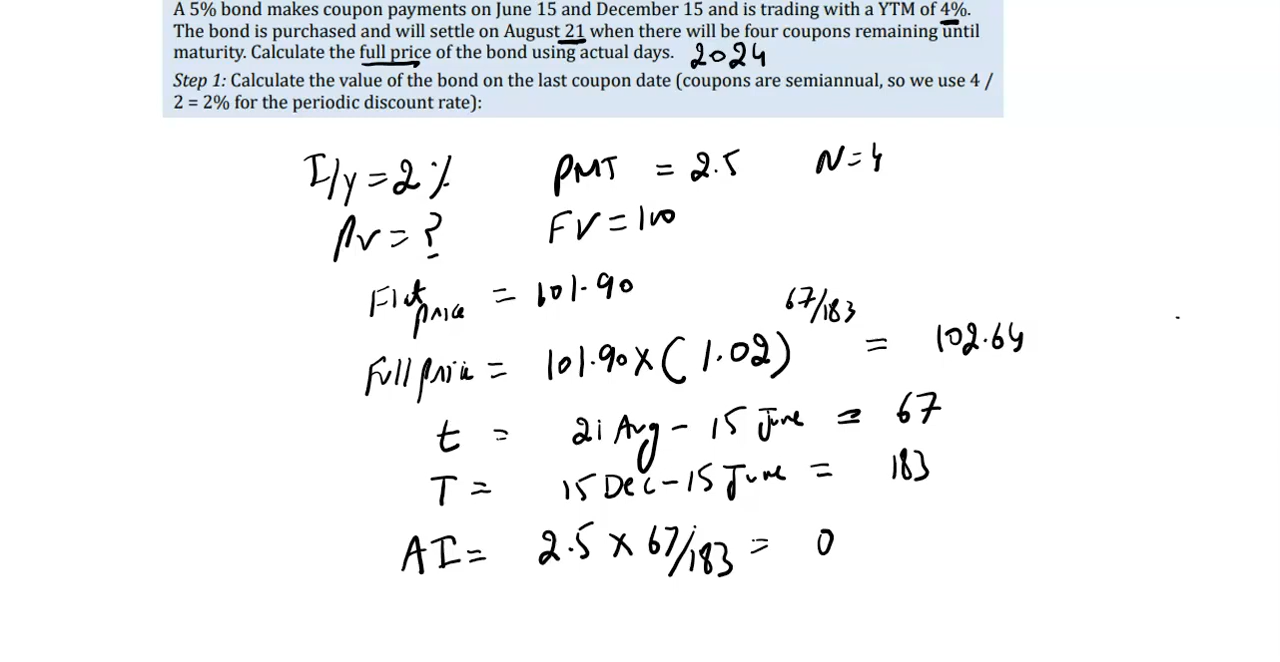 A 5% bond makes coupon payments on June 15 and December 15 and is trading with a YTM of 4%.
The bond is purchased and will settle on August 21 when there will be four coupons remaining until
maturity. Calculate the full price of the bond using actual days. 2024
Step 1: Calculate the value of the bond on the last coupon date (coupons are semiannual, so we use 4 /
2 = 2% for the periodic discount rate):
I/y = 2 % PMT = 2.5 N = 4
PV = ? FV = 100
Flat price = 101.90
Full price = 101.90 x (1.02)^67/183 = 102.64
t = 21 Aug - 15 June = 67
T = 15 Dec - 15 June = 183
AI = 2.5 x 67/183 = 0